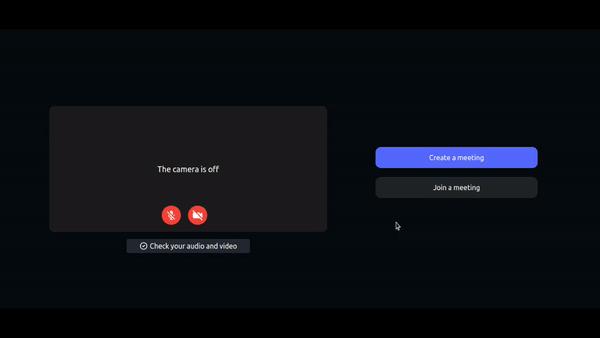 The camera is off
Check your audio and video
Create a meeting
Join a meeting